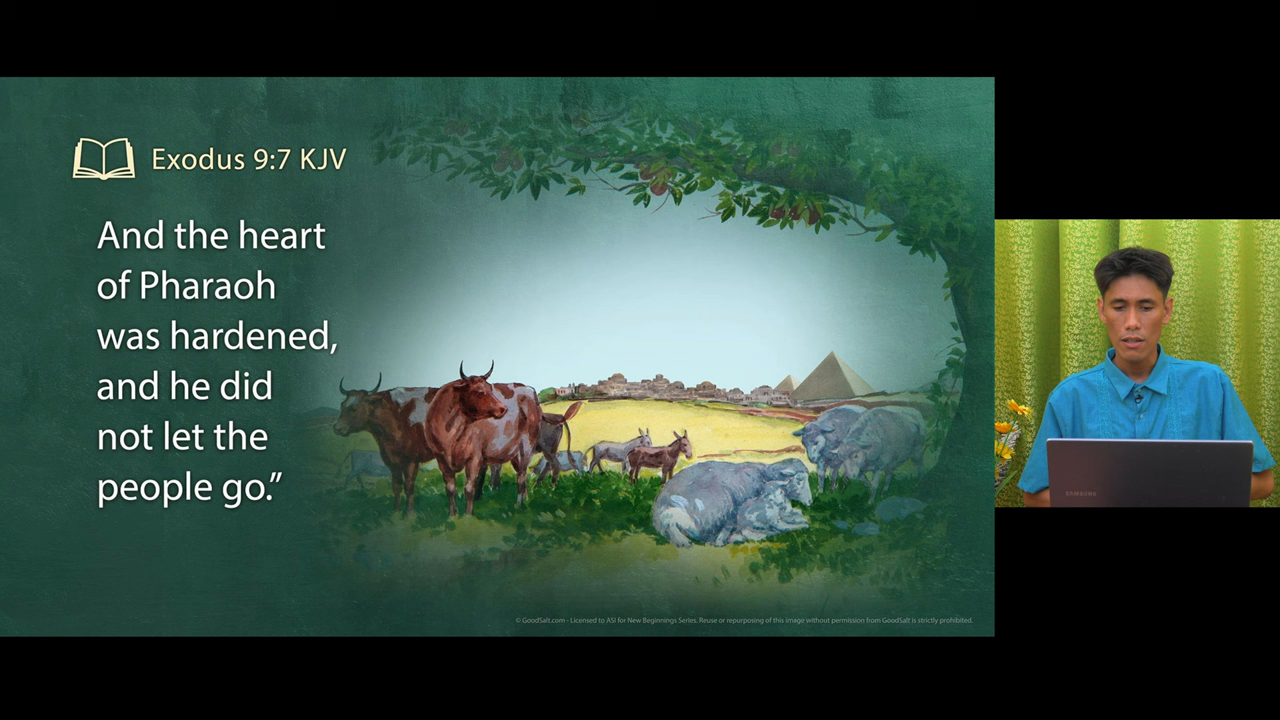 Exodus 9:7 KJV
And the heart
of Pharaoh
was hardened,
and he did
not let the
people go.”
© GoodSalt.com - Licensed to ASI for New Beginnings Series. Reuse or repurposing of this image without permission from GoodSalt is strictly prohibited.
SAMSUNG